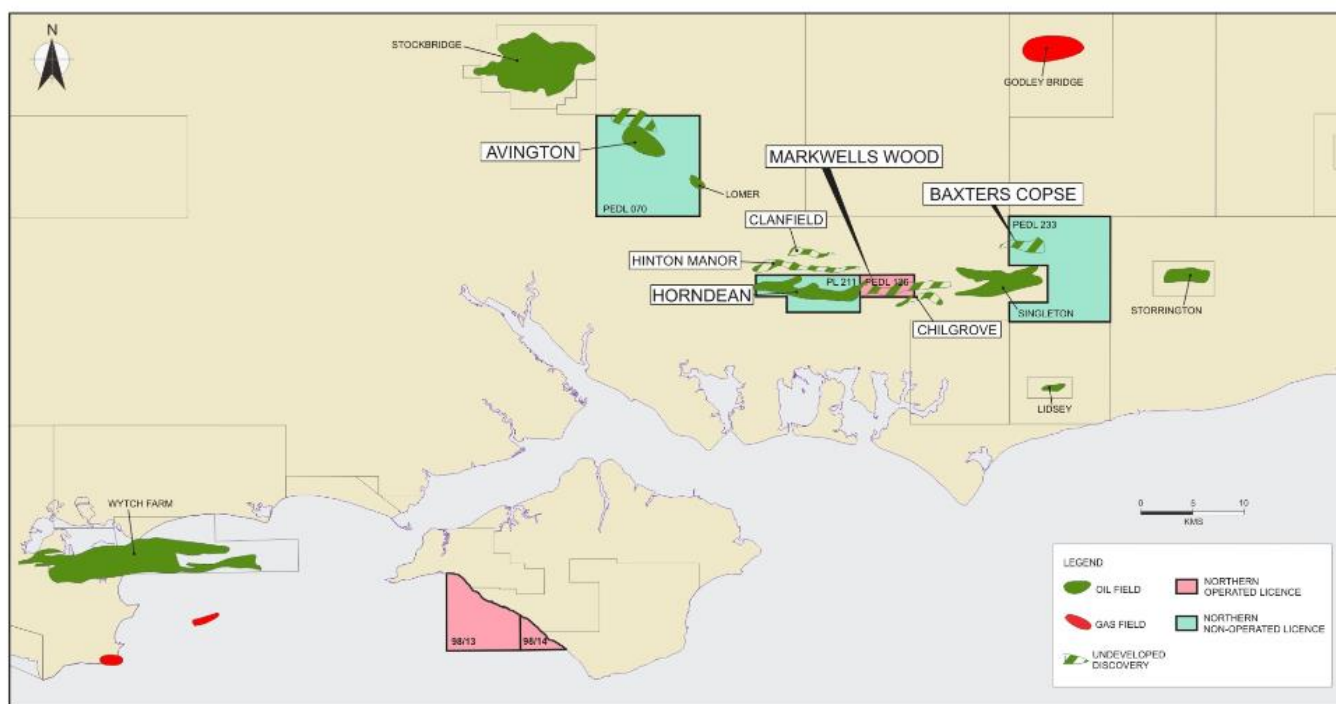 N
STOCKBRIDGE
GODLEY BRIDGE
AVINGTON
MARKWELLS WOOD
LOMER
BAXTERS COPSE
PEDL 070
CLANFIELD
PEDL 233
HINTON MANOR
PL 211
PEDL 126
HORNDEAN
STORRINGTON
SINGLETON
CHILGROVE
LIDSEY
WYTCH FARM
0 5 10
KMS
LEGEND
OIL FIELD
NORTHERN
OPERATED LICENCE
GAS FIELD
NORTHERN
NON-OPERATED LICENCE
UNDEVELOPED
DISCOVERY
98/13
98/14